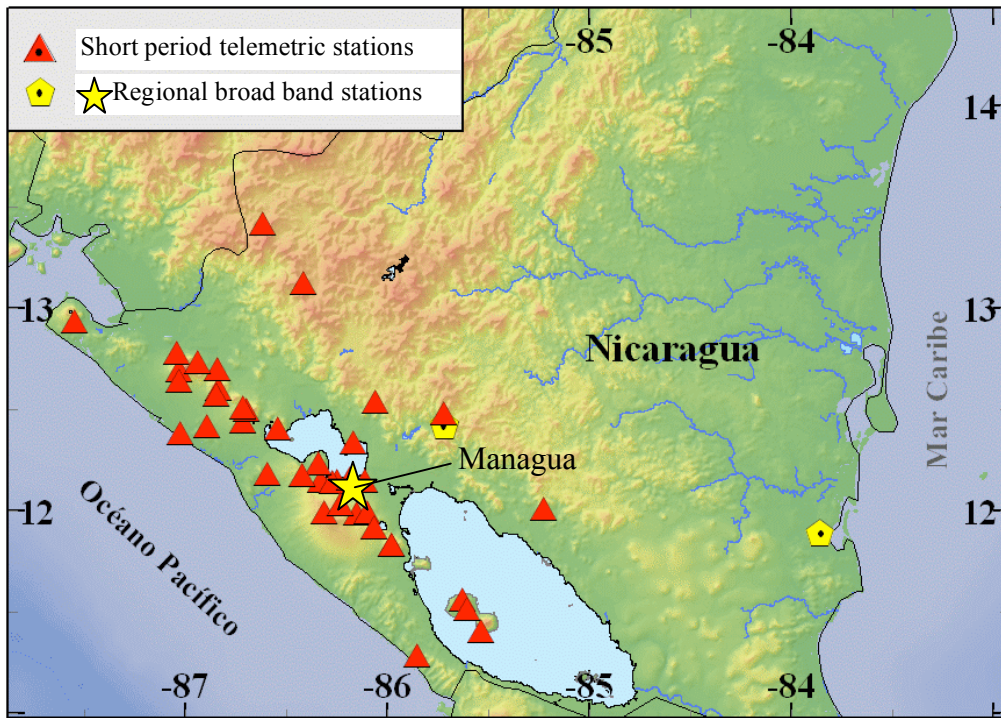 Short period telemetric stations
Regional broad band stations
-85
-84
14
14
13
13
Nicaragua
Mar Caribe
Managua
12
12
Océano Pacífico
-87
-86
-85
-84